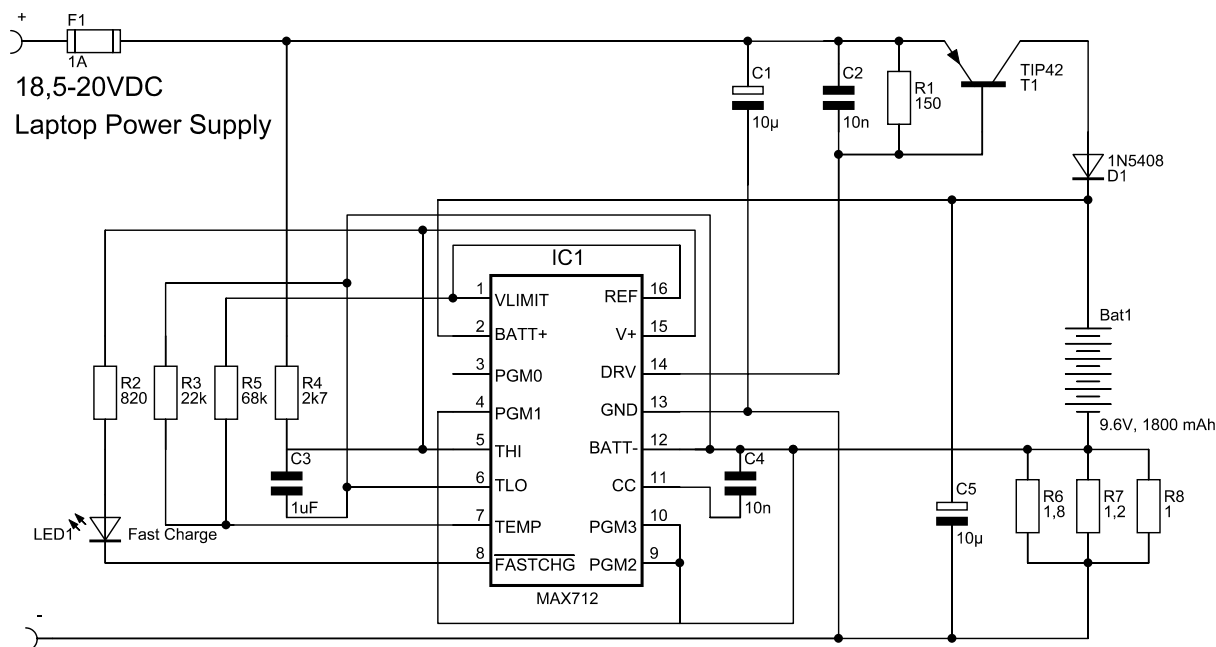 +
F1
1A
18,5-20VDC
Laptop Power Supply
C1
10µ
C2
10n
R1
150
TIP42
T1
1N5408
D1
IC1
1
VLIMIT
REF
16
2
BATT+
V+
15
3
PGM0
DRV
14
4
PGM1
GND
13
5
THI
BATT-
12
6
TLO
CC
11
7
TEMP
PGM3
10
8
FASTCHG
PGM2
9
MAX712
R2
820
R3
22k
R5
68k
R4
2k7
C3
1uF
LED1
Fast Charge
C4
10n
Bat1
9.6V, 1800 mAh
C5
10µ
R6
1,8
R7
1,2
R8
1
-